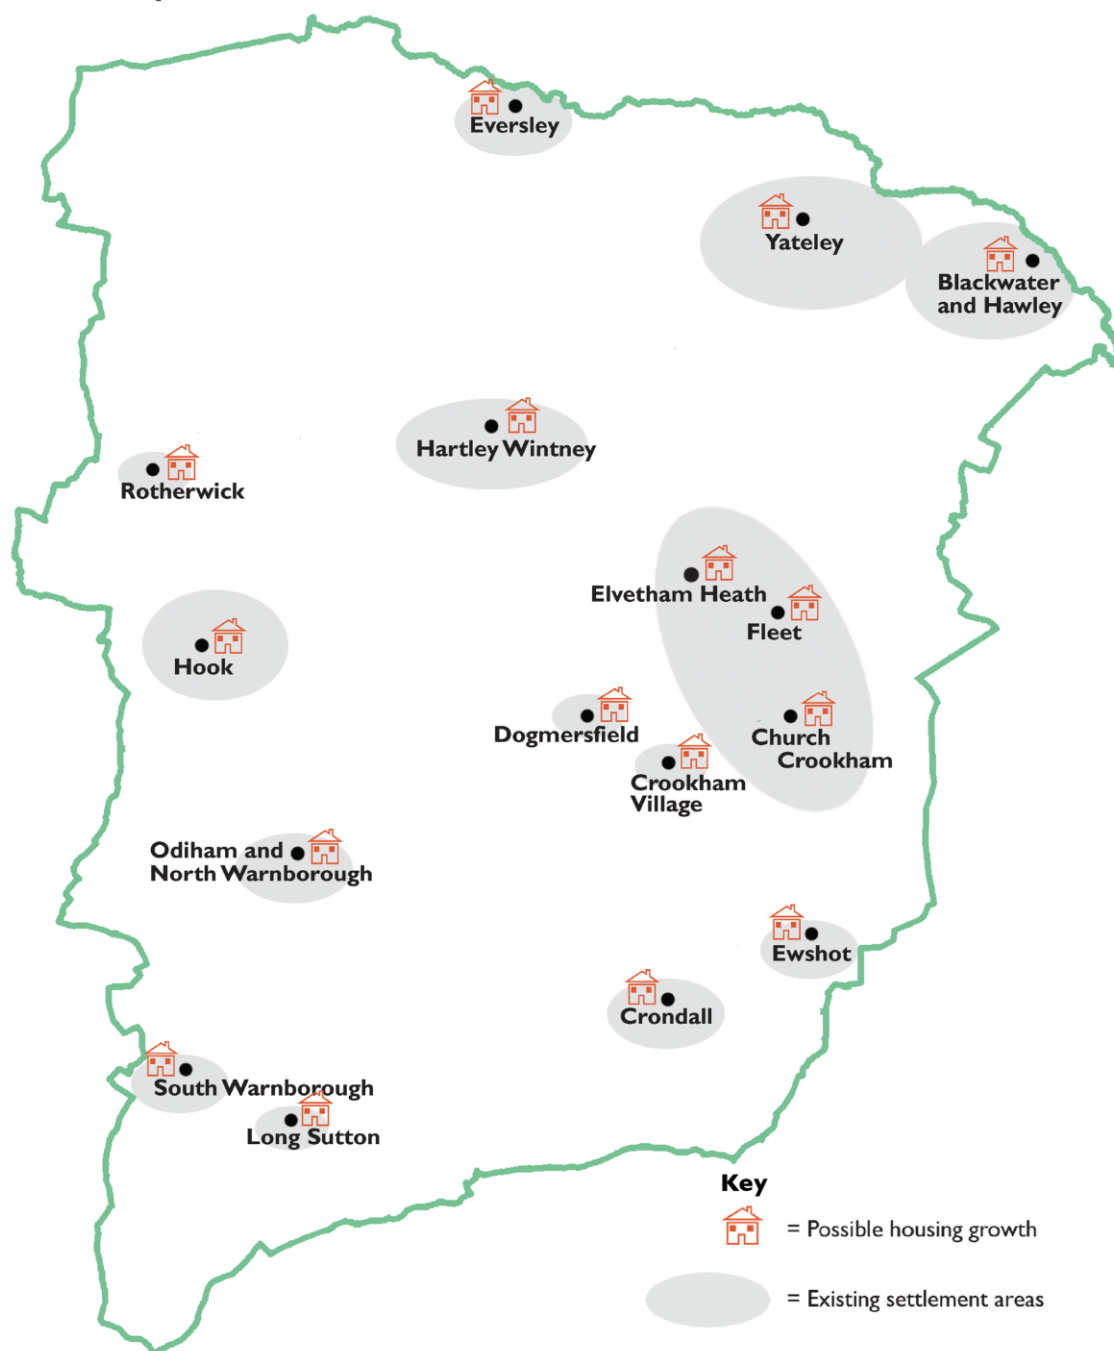 Eversley
Yateley
Blackwater
and Hawley
Hartley Wintney
Rotherwick
Elvetham Heath
Fleet
Hook
Dogmersfield
Church
Crookham
Crookham
Village
Odiham and
North Warnborough
Ewshot
Crondall
South Warnborough
Long Sutton
Key
= Possible housing growth
= Existing settlement areas